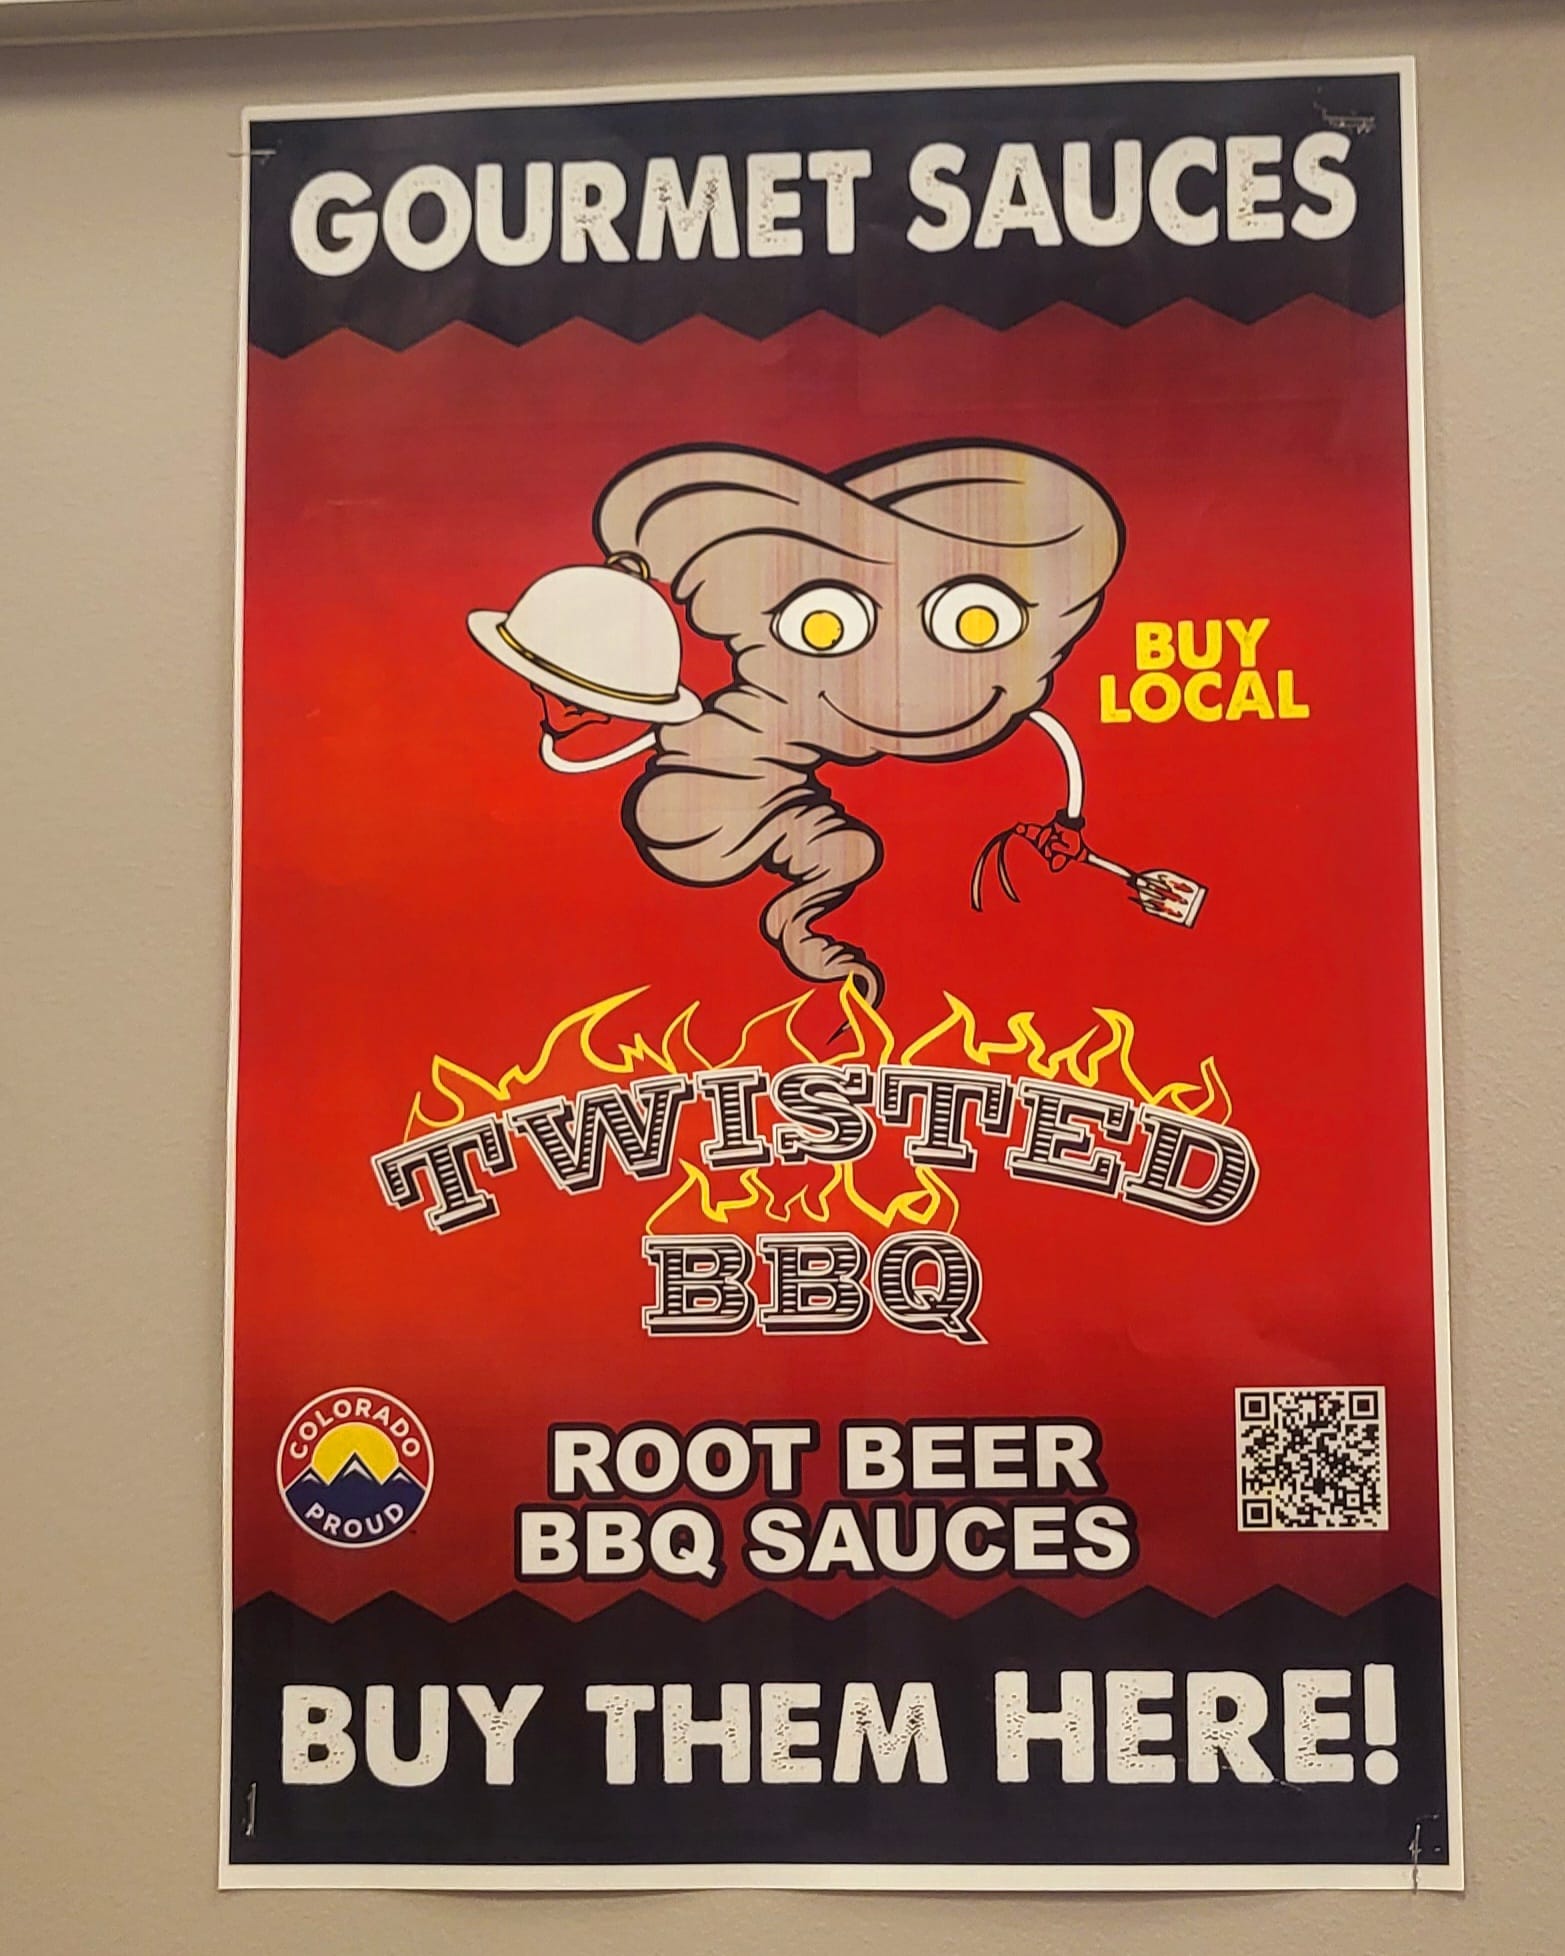 GOURMET SAUCES
BUY
LOCAL
TWISTED
BBQ
COLORADO
PROUD
ROOT BEER
BBQ SAUCES
BUY THEM HERE!